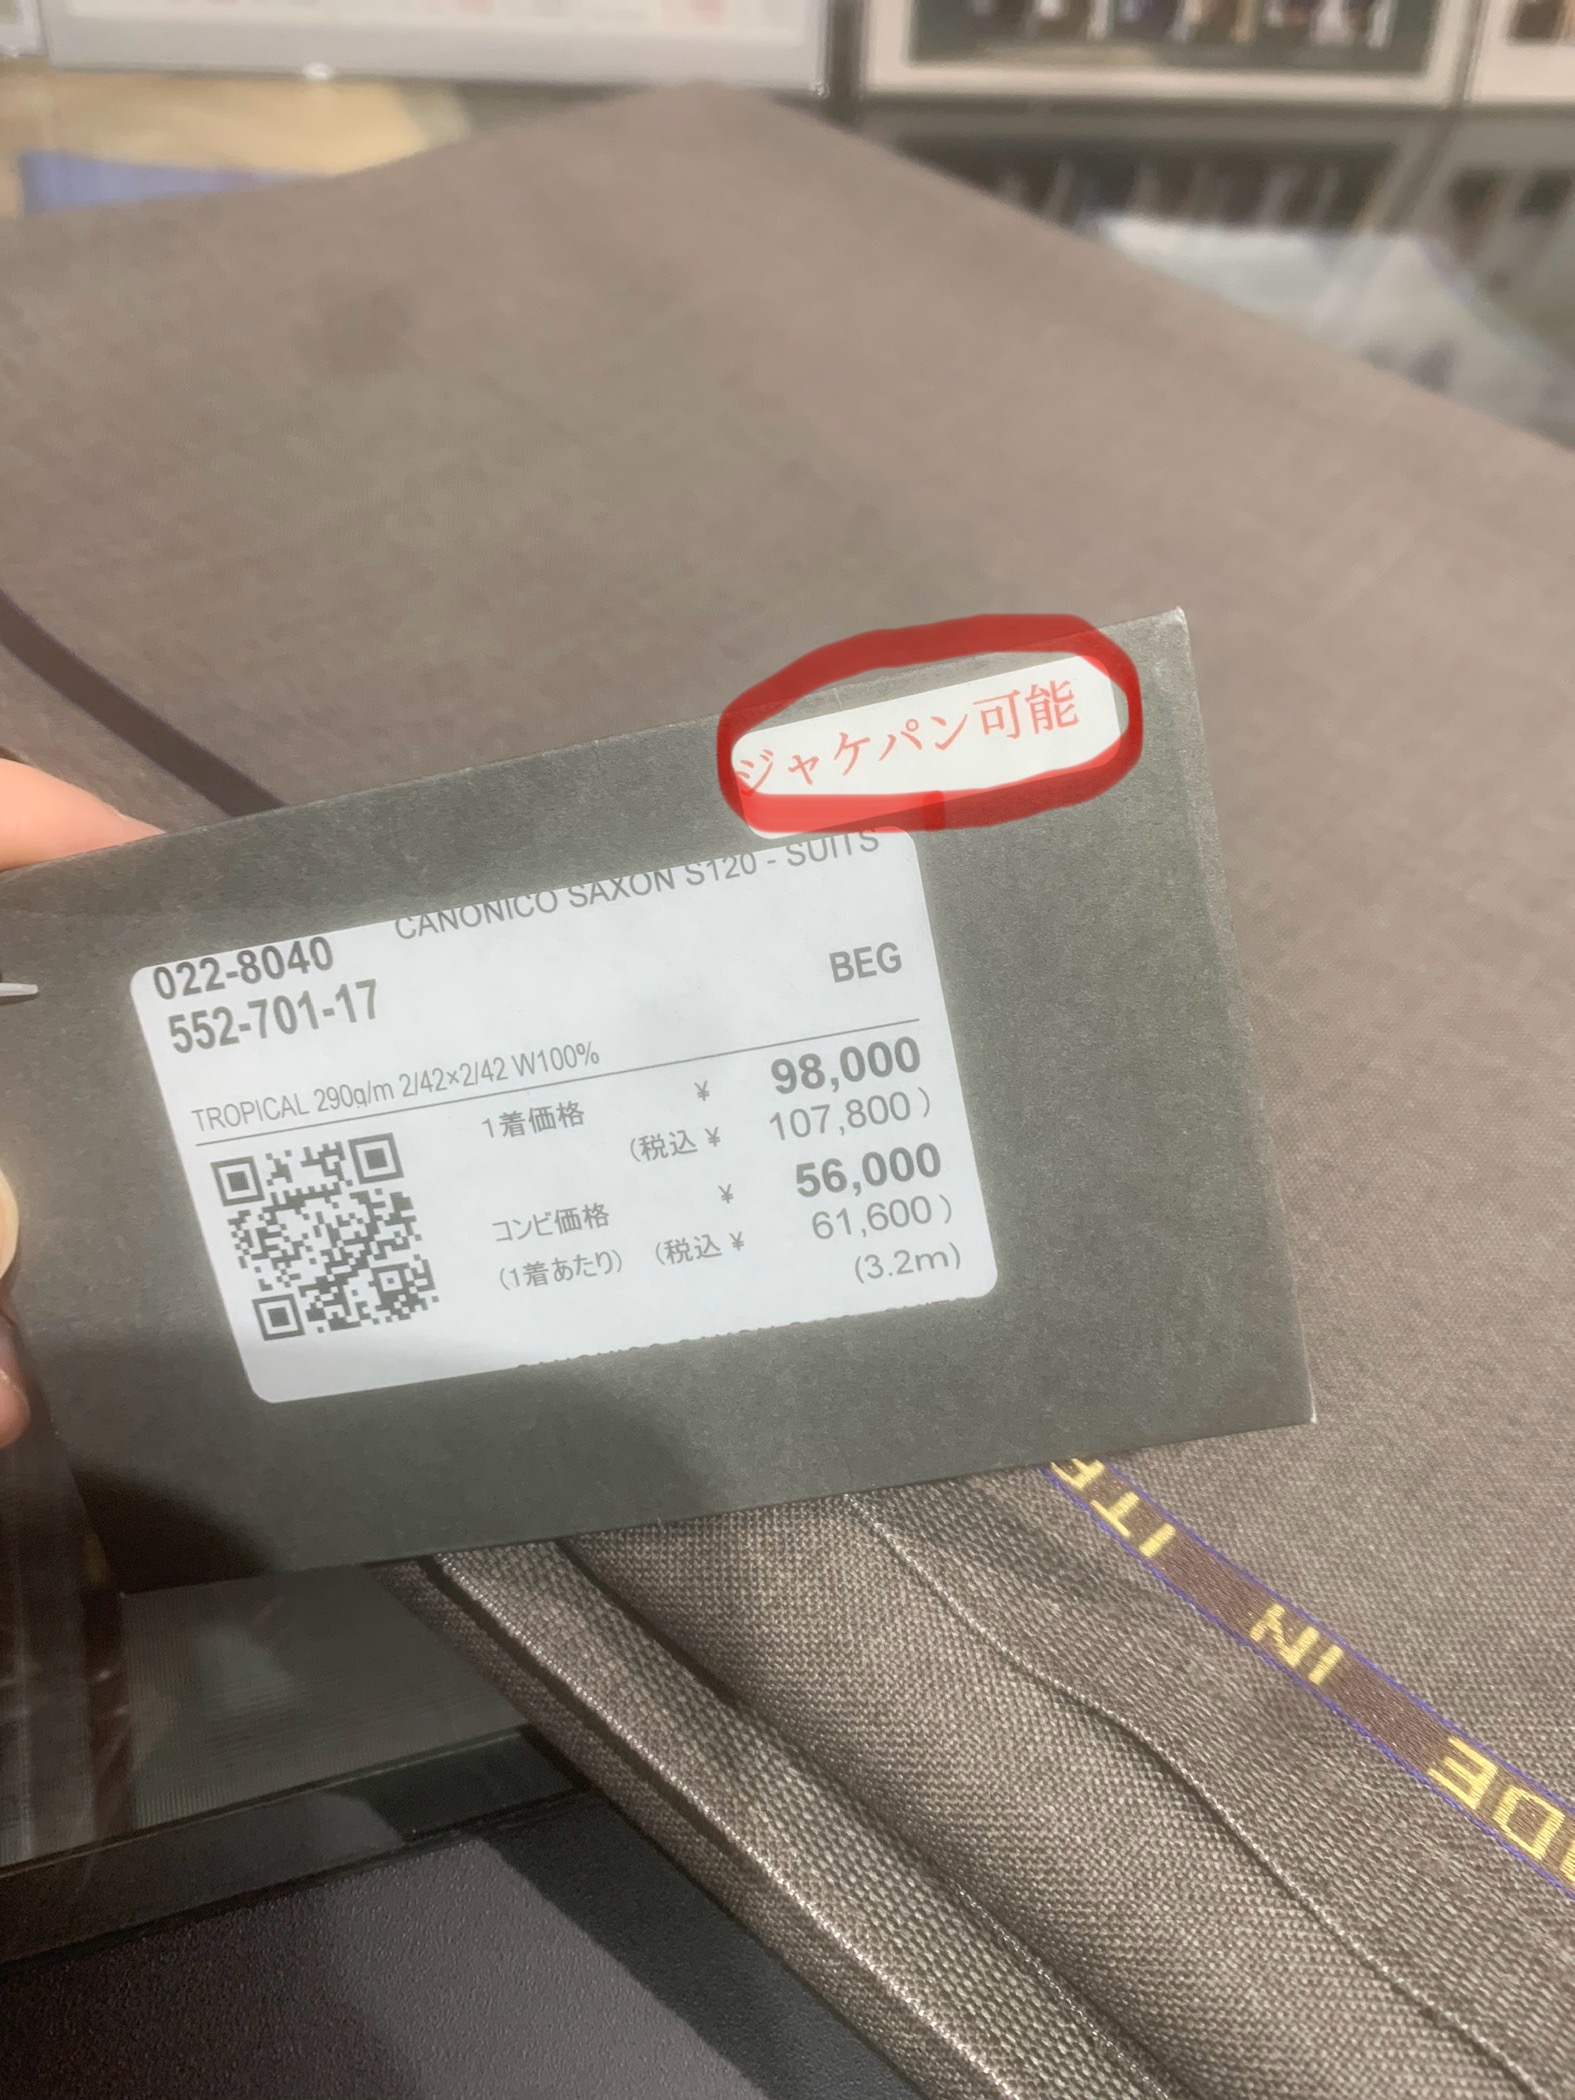 ジャケパン可能
CANONICO SAXON S120 - SUITS
022-8040
552-701-17
BEG
TROPICAL 290g/m 2/42×2/42 W100%
1着価格 ¥ 98,000
(税込 ¥ 107,800)
コンビ価格 ¥ 56,000
(1着あたり) (税込 ¥ 61,600)
(3.2m)
IN